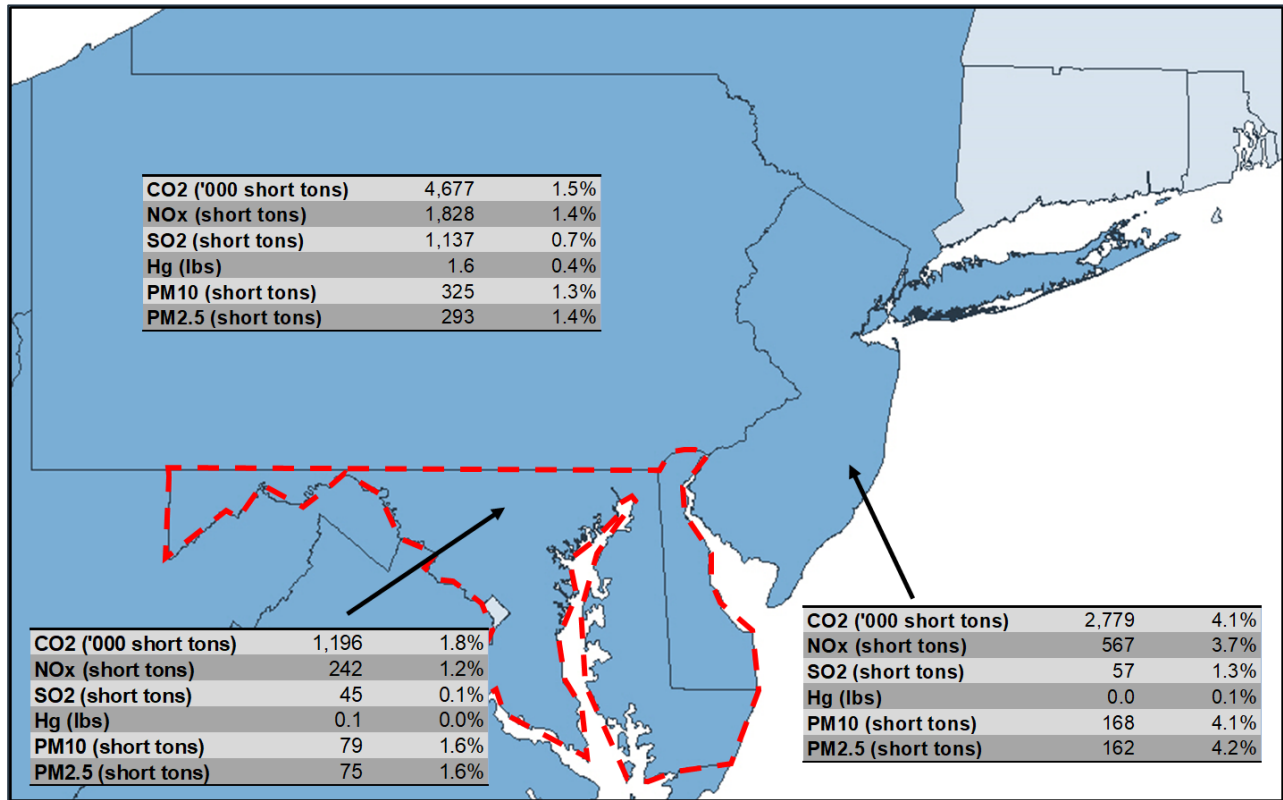 CO2 ('000 short tons) 4,677 1.5%
NOx (short tons) 1,828 1.4%
SO2 (short tons) 1,137 0.7%
Hg (lbs) 1.6 0.4%
PM10 (short tons) 325 1.3%
PM2.5 (short tons) 293 1.4%
CO2 ('000 short tons) 1,196 1.8%
NOx (short tons) 242 1.2%
SO2 (short tons) 45 0.1%
Hg (lbs) 0.1 0.0%
PM10 (short tons) 79 1.6%
PM2.5 (short tons) 75 1.6%
CO2 ('000 short tons) 2,779 4.1%
NOx (short tons) 567 3.7%
SO2 (short tons) 57 1.3%
Hg (lbs) 0.0 0.1%
PM10 (short tons) 168 4.1%
PM2.5 (short tons) 162 4.2%